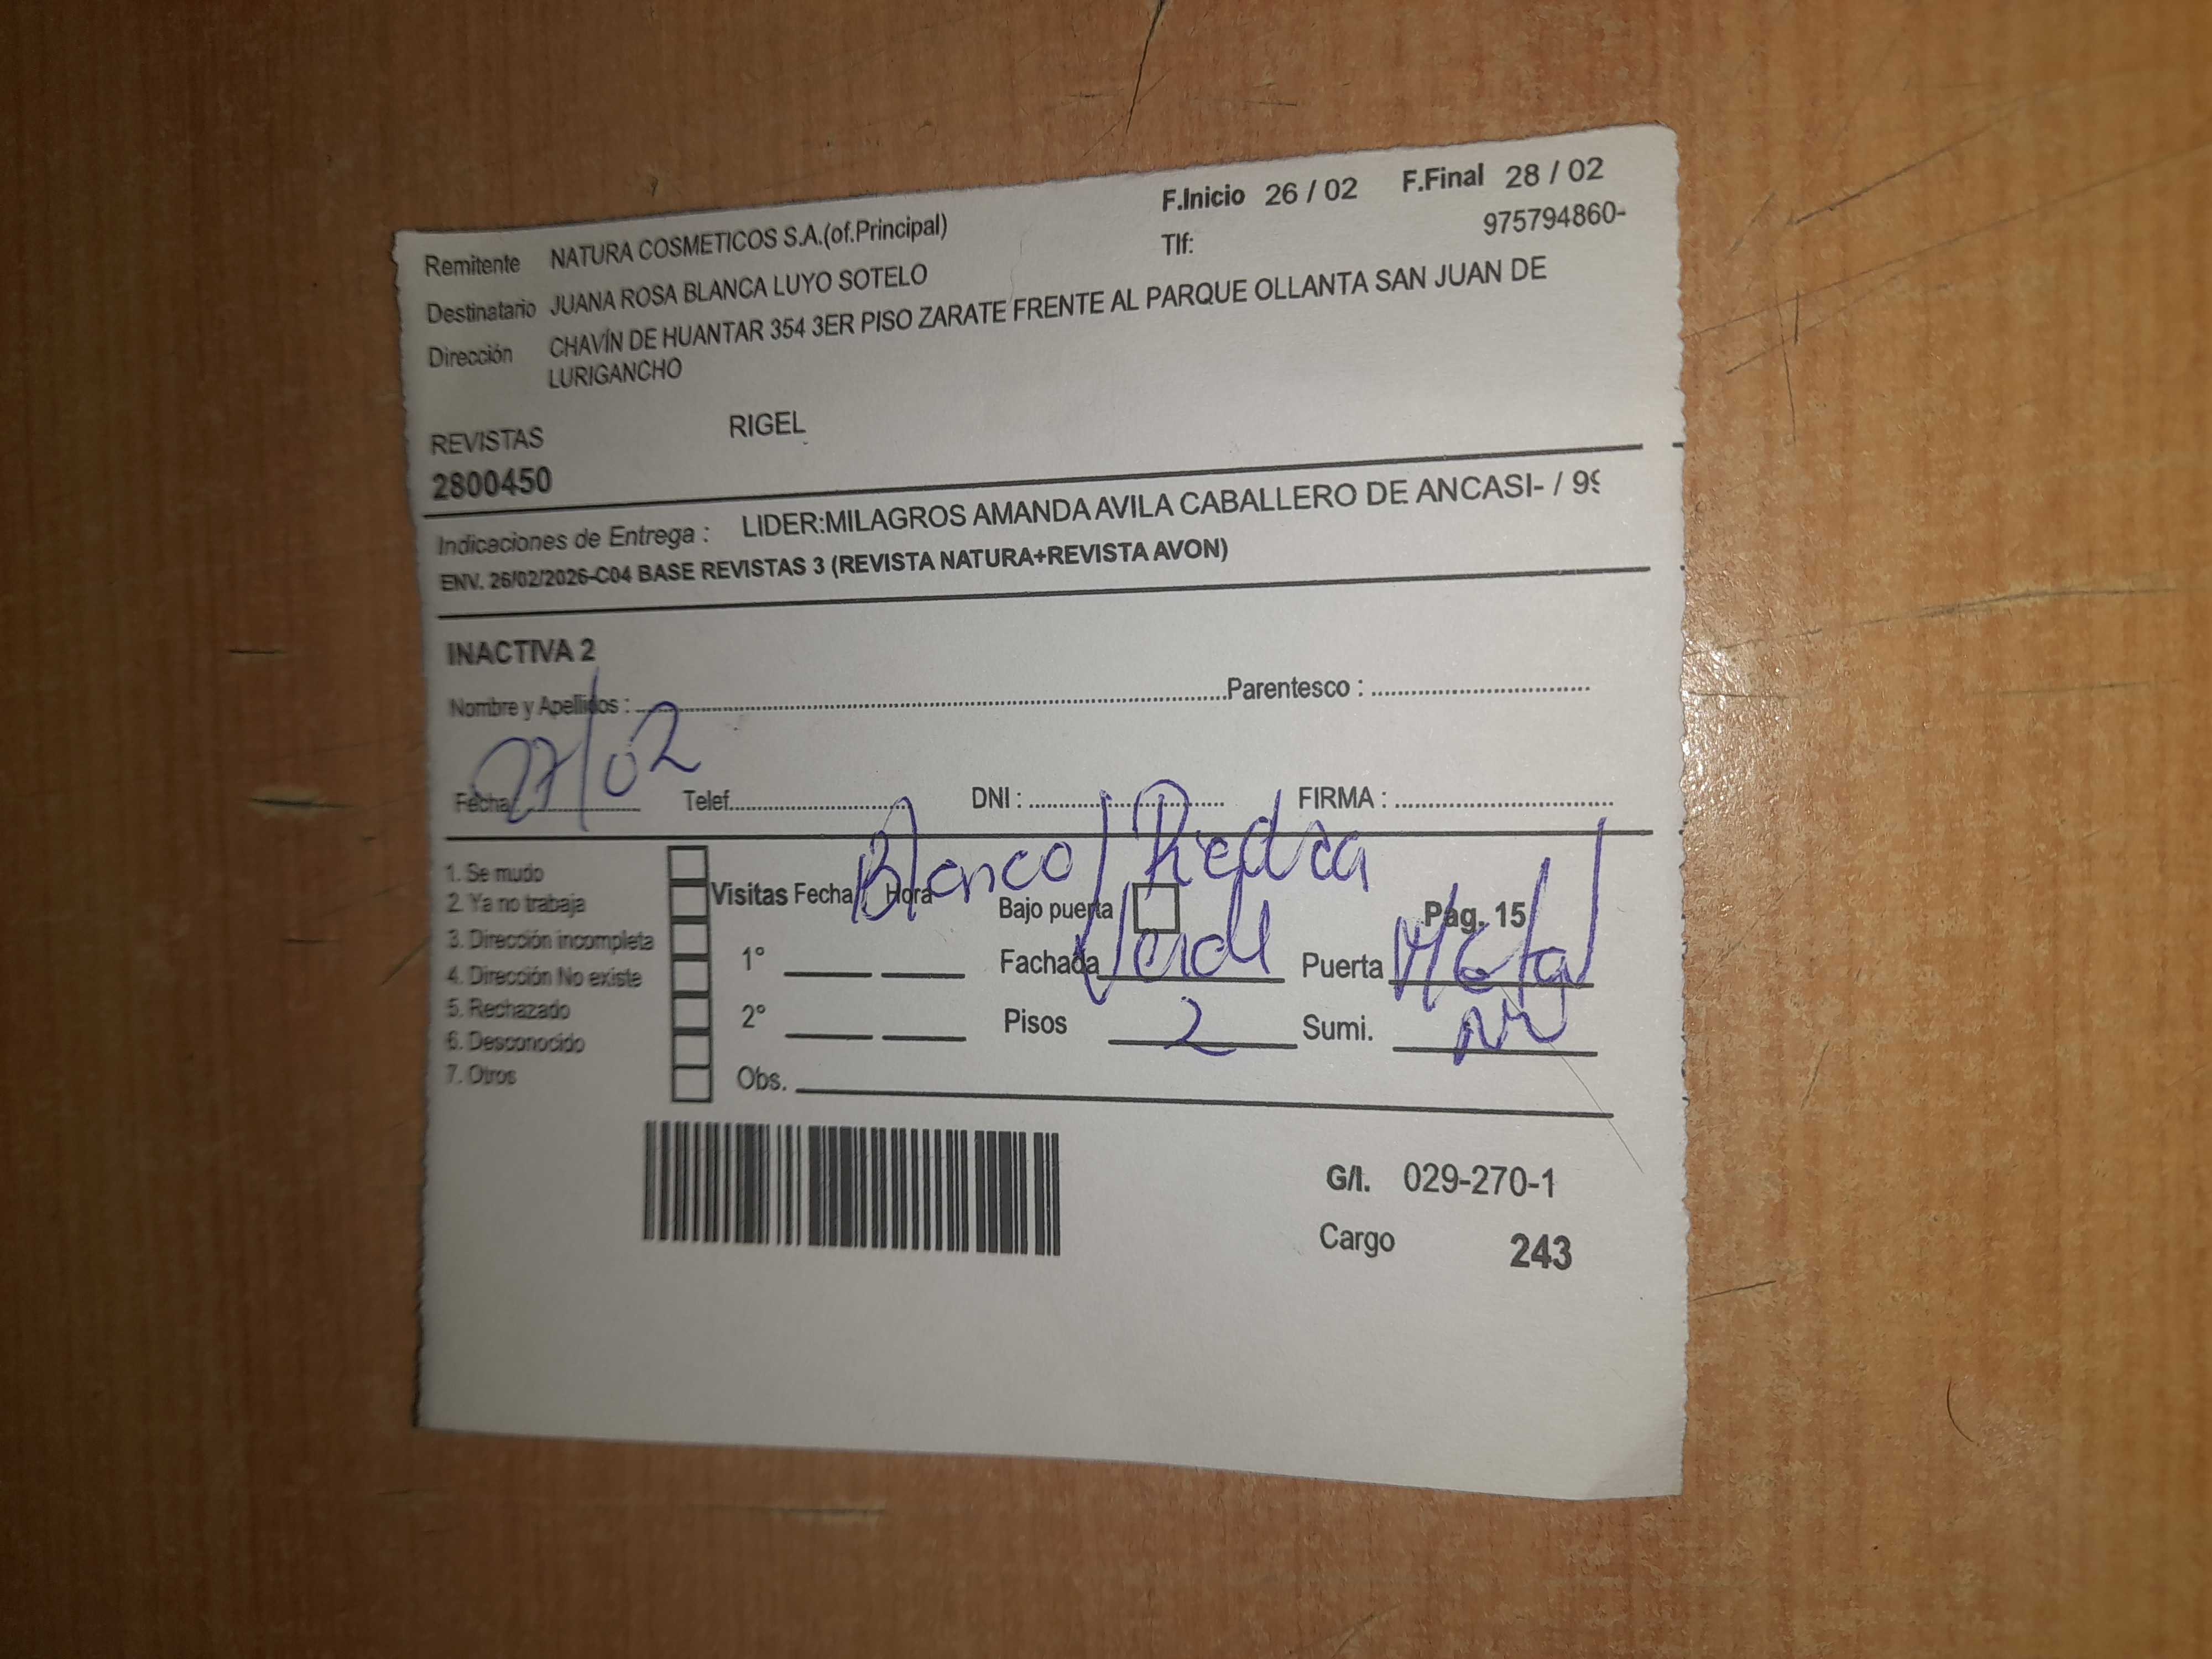 F.Inicio 26 / 02 F.Final 28 / 02
Remitente NATURA COSMETICOS S.A.(of.Principal) Tlf: 975794860-
Destinatario JUANA ROSA BLANCA LUYO SOTELO
Dirección CHAVÍN DE HUANTAR 354 3ER PISO ZARATE FRENTE AL PARQUE OLLANTA SAN JUAN DE
LURIGANCHO
REVISTAS RIGEL
2800450
Indicaciones de Entrega : LIDER:MILAGROS AMANDA AVILA CABALLERO DE ANCASI- / 99
ENV. 26/02/2026-C04 BASE REVISTAS 3 (REVISTA NATURA+REVISTA AVON)
INACTIVA 2
Nombre y Apellidos : Parentesco :
27/02
Fecha: Telef. DNI : FIRMA :
Blanco / Piedra
1. Se mudo
2. Ya no trabaja
3. Dirección incompleta
4. Dirección No existe
5. Rechazado
6. Desconocido
7. Otros
Visitas Fecha / Hora
1°
2°
Obs.
Bajo puerta Pág. 15
Fachada Verde Puerta Metal
Pisos 2 Sumi.
G/I. 029-270-1
Cargo 243